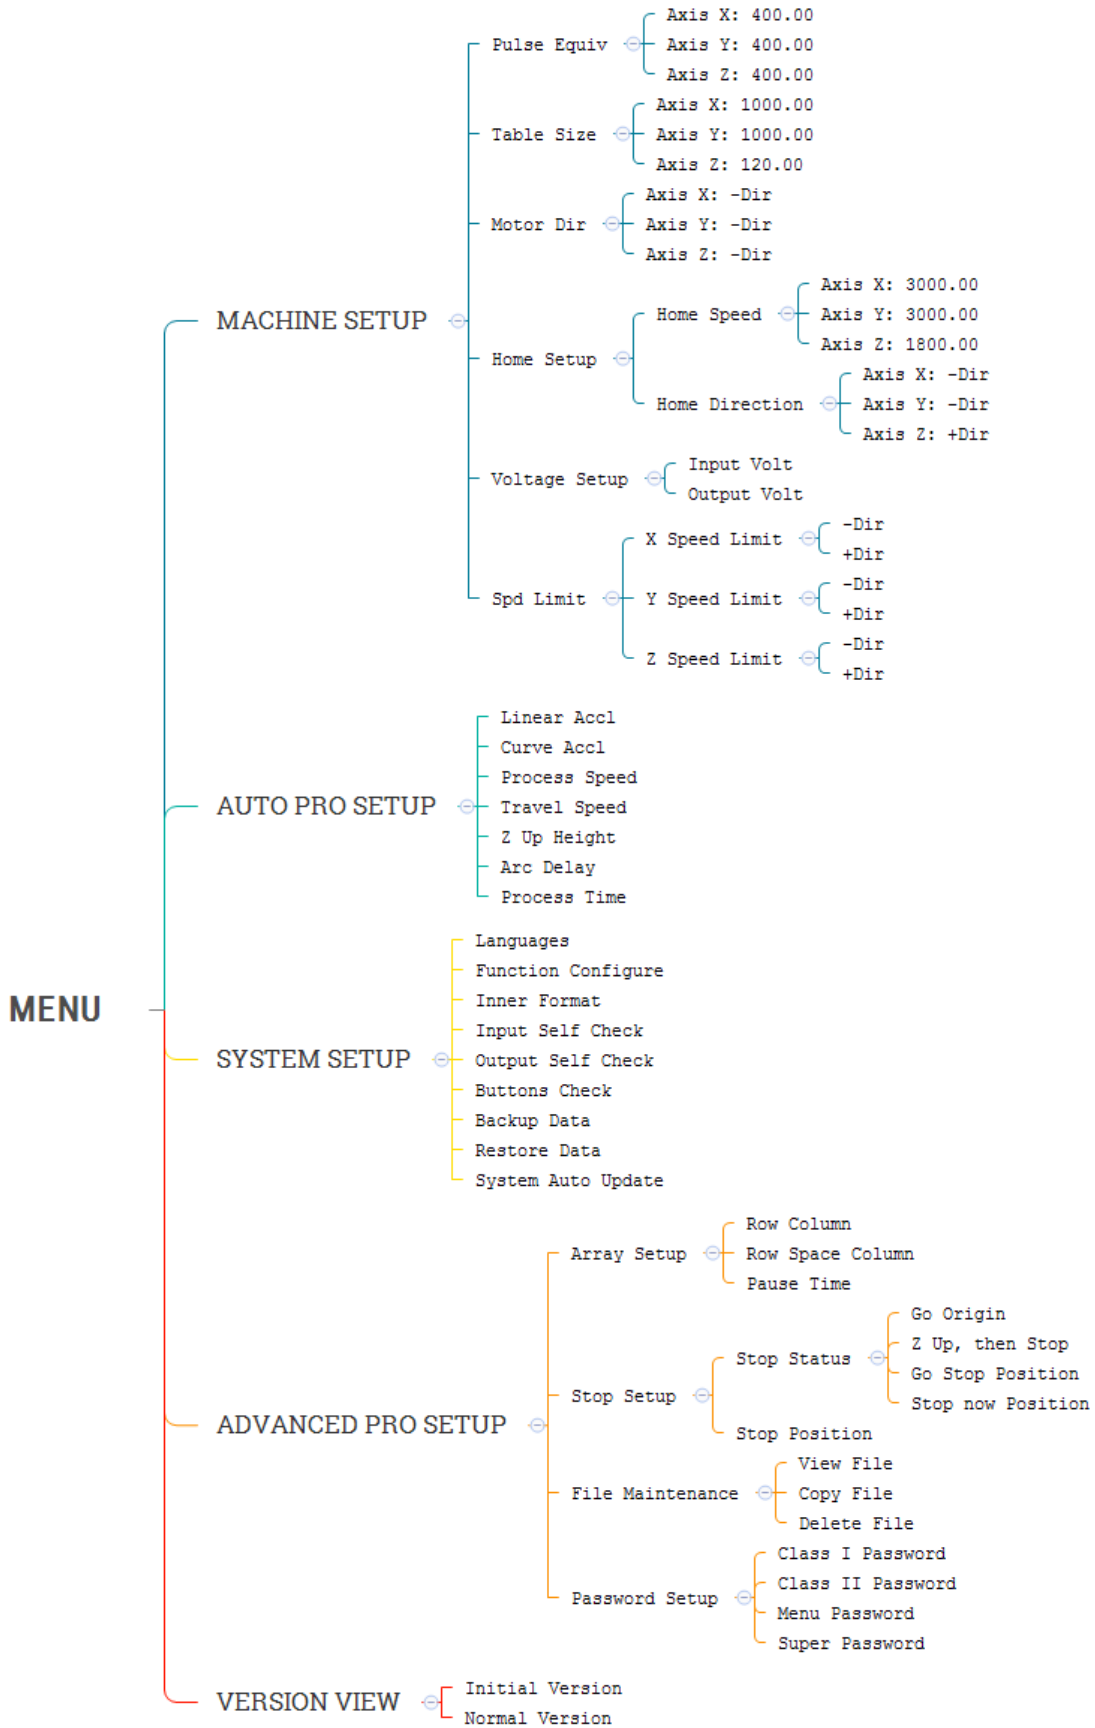 MENU
MACHINE SETUP
Pulse Equiv
Axis X: 400.00
Axis Y: 400.00
Axis Z: 400.00
Table Size
Axis X: 1000.00
Axis Y: 1000.00
Axis Z: 120.00
Motor Dir
Axis X: -Dir
Axis Y: -Dir
Axis Z: -Dir
Home Setup
Home Speed
Axis X: 3000.00
Axis Y: 3000.00
Axis Z: 1800.00
Home Direction
Axis X: -Dir
Axis Y: -Dir
Axis Z: +Dir
Voltage Setup
Input Volt
Output Volt
Spd Limit
X Speed Limit
-Dir
+Dir
Y Speed Limit
-Dir
+Dir
Z Speed Limit
-Dir
+Dir
AUTO PRO SETUP
Linear Accl
Curve Accl
Process Speed
Travel Speed
Z Up Height
Arc Delay
Process Time
SYSTEM SETUP
Languages
Function Configure
Inner Format
Input Self Check
Output Self Check
Buttons Check
Backup Data
Restore Data
System Auto Update
ADVANCED PRO SETUP
Array Setup
Row Column
Row Space Column
Pause Time
Stop Setup
Stop Status
Go Origin
Z Up, then Stop
Go Stop Position
Stop now Position
Stop Position
File Maintenance
View File
Copy File
Delete File
Password Setup
Class I Password
Class II Password
Menu Password
Super Password
VERSION VIEW
Initial Version
Normal Version